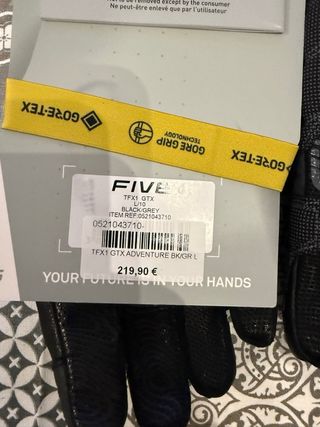 to be removed except by the consumer
Ne peut-être enlevé que par l'utilisateur
GORE-TEX
GORE GRIP
TECHNOLOGY
GORE-TEX
FIVE
TFX1 GTX
L/10
BLACK/GREY
ITEM REF:0521043710
0521043710-
TFX1 GTX ADVENTURE BK/GR L
219,90 €
YOUR FUTURE IS IN YOUR HANDS